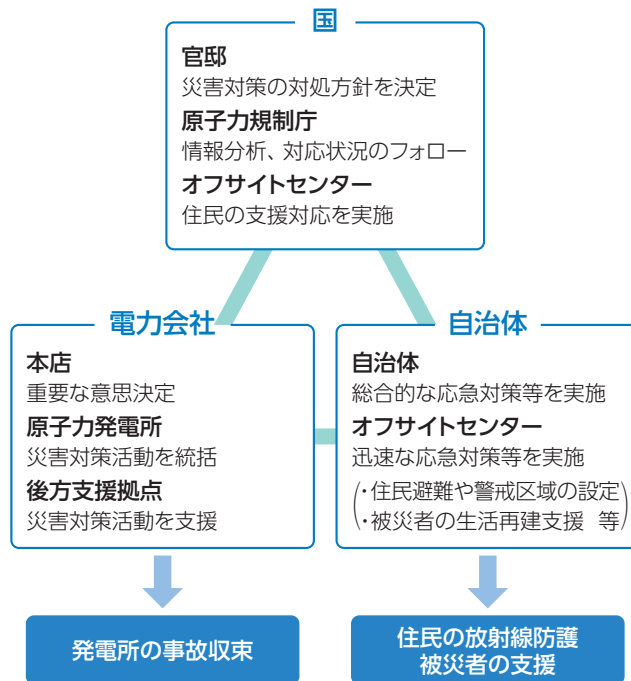 国
官邸
災害対策の対処方針を決定
原子力規制庁
情報分析、対応状況のフォロー
オフサイトセンター
住民の支援対応を実施
電力会社
本店
重要な意思決定
原子力発電所
災害対策活動を統括
後方支援拠点
災害対策活動を支援
自治体
自治体
総合的な応急対策等を実施
オフサイトセンター
迅速な応急対策等を実施
(・住民避難や警戒区域の設定
・被災者の生活再建支援 等)
発電所の事故収束
住民の放射線防護
被災者の支援